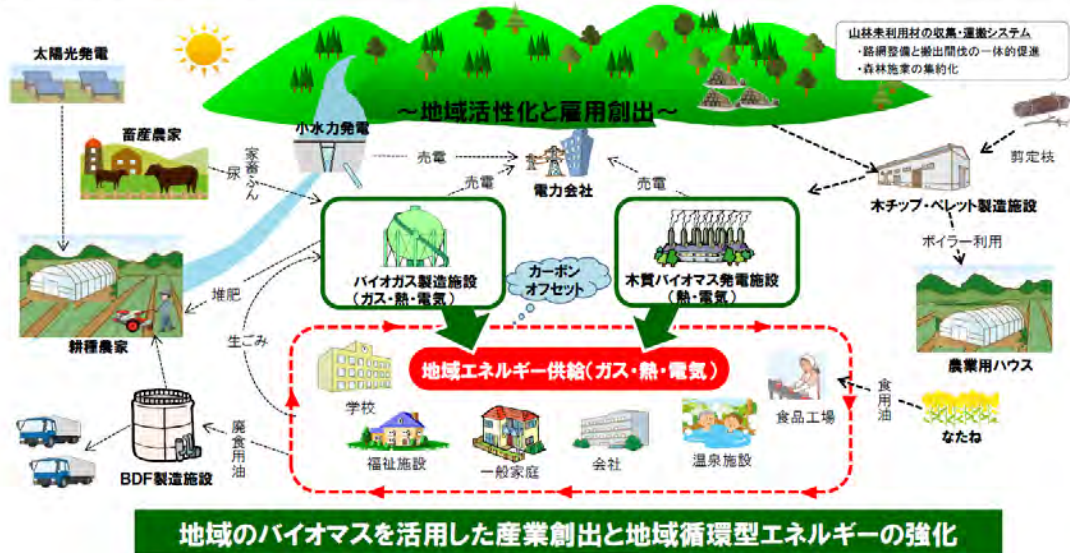 山林未利用材の収集・運搬システム
・路網整備と搬出間伐の一体的促進
・森林施業の集約化
太陽光発電
～地域活性化と雇用創出～
畜産農家
小水力発電
家畜ふん
尿
売電
売電
電力会社
売電
剪定枝
木チップ・ペレット製造施設
ボイラー利用
バイオガス製造施設
（ガス・熱・電気）
カーボン
オフセット
木質バイオマス発電施設
（熱・電気）
堆肥
生ごみ
耕種農家
農業用ハウス
地域エネルギー供給（ガス・熱・電気）
学校
福祉施設
一般家庭
会社
温泉施設
食品工場
食用油
なたね
廃食用油
BDF製造施設
地域のバイオマスを活用した産業創出と地域循環型エネルギーの強化